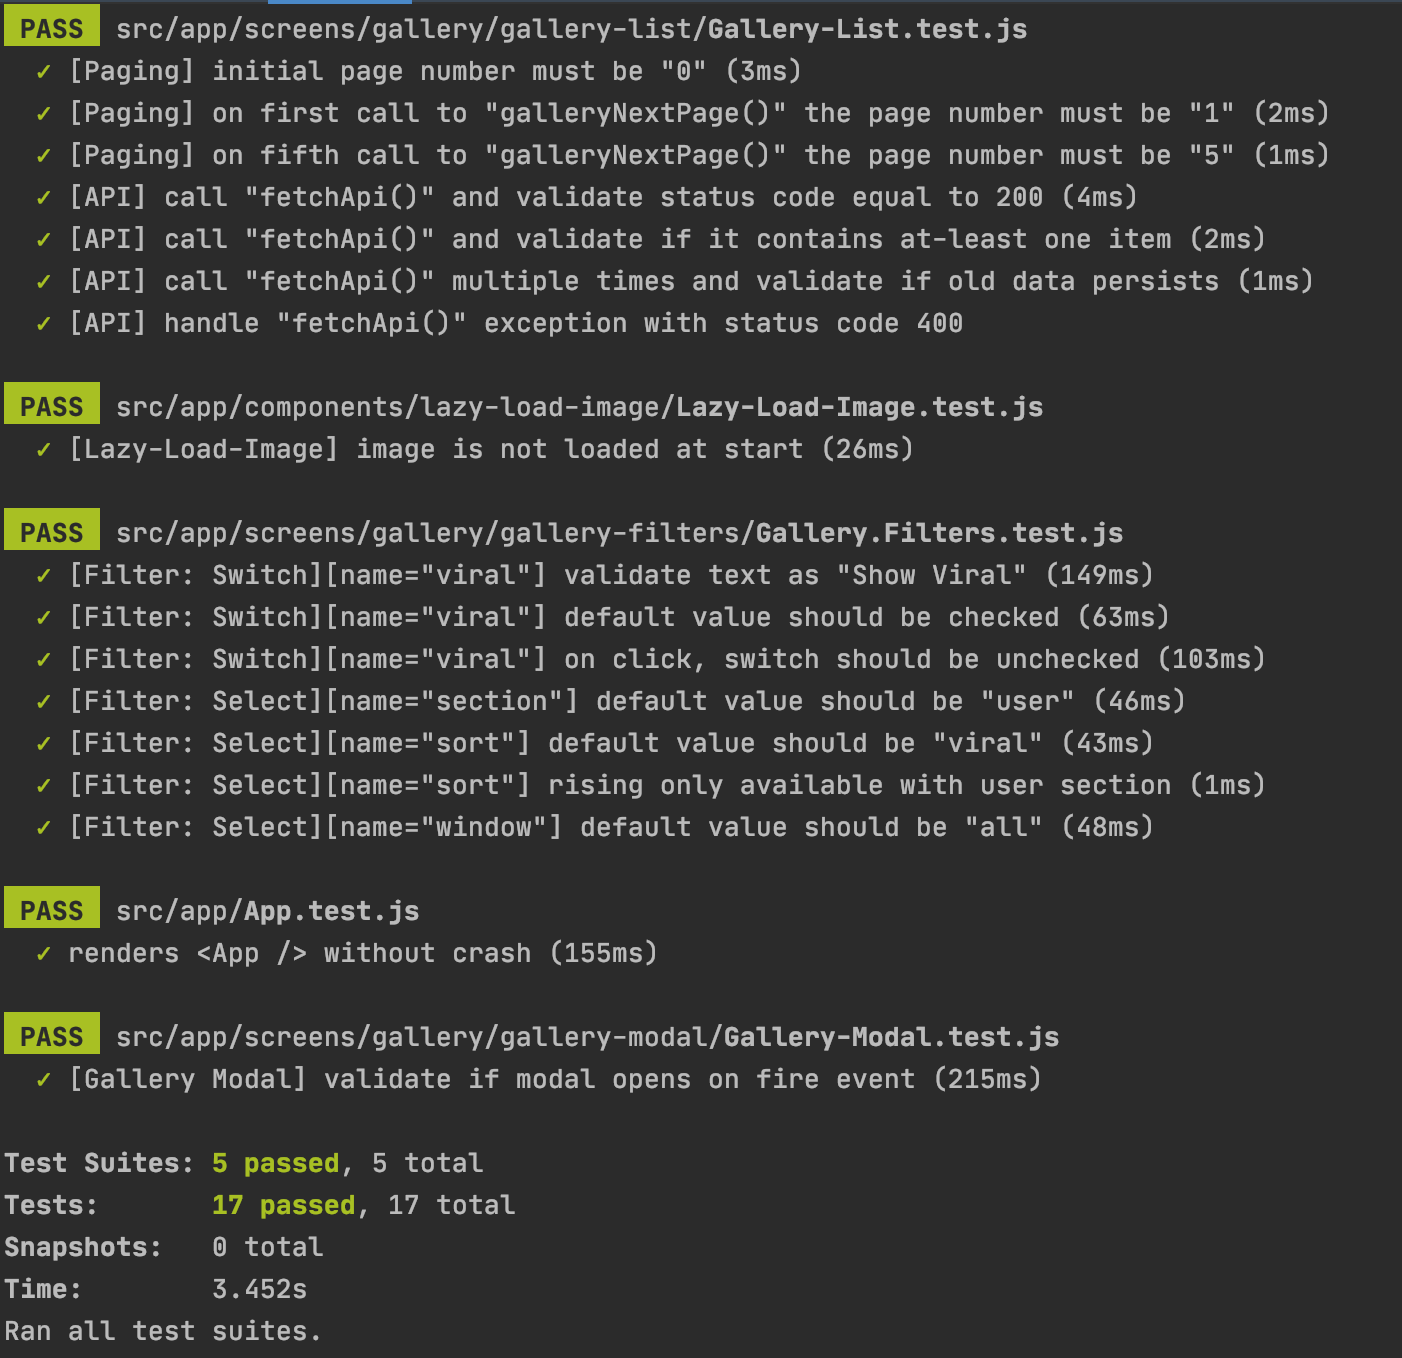 PASS src/app/screens/gallery/gallery-list/Gallery-List.test.js
✓ [Paging] initial page number must be "0" (3ms)
✓ [Paging] on first call to "galleryNextPage()" the page number must be "1" (2ms)
✓ [Paging] on fifth call to "galleryNextPage()" the page number must be "5" (1ms)
✓ [API] call "fetchApi()" and validate status code equal to 200 (4ms)
✓ [API] call "fetchApi()" and validate if it contains at-least one item (2ms)
✓ [API] call "fetchApi()" multiple times and validate if old data persists (1ms)
✓ [API] handle "fetchApi()" exception with status code 400
PASS src/app/components/lazy-load-image/Lazy-Load-Image.test.js
✓ [Lazy-Load-Image] image is not loaded at start (26ms)
PASS src/app/screens/gallery/gallery-filters/Gallery.Filters.test.js
✓ [Filter: Switch][name="viral"] validate text as "Show Viral" (149ms)
✓ [Filter: Switch][name="viral"] default value should be checked (63ms)
✓ [Filter: Switch][name="viral"] on click, switch should be unchecked (103ms)
✓ [Filter: Select][name="section"] default value should be "user" (46ms)
✓ [Filter: Select][name="sort"] default value should be "viral" (43ms)
✓ [Filter: Select][name="sort"] rising only available with user section (1ms)
✓ [Filter: Select][name="window"] default value should be "all" (48ms)
PASS src/app/App.test.js
✓ renders <App /> without crash (155ms)
PASS src/app/screens/gallery/gallery-modal/Gallery-Modal.test.js
✓ [Gallery Modal] validate if modal opens on fire event (215ms)
Test Suites: 5 passed, 5 total
Tests: 17 passed, 17 total
Snapshots: 0 total
Time: 3.452s
Ran all test suites.